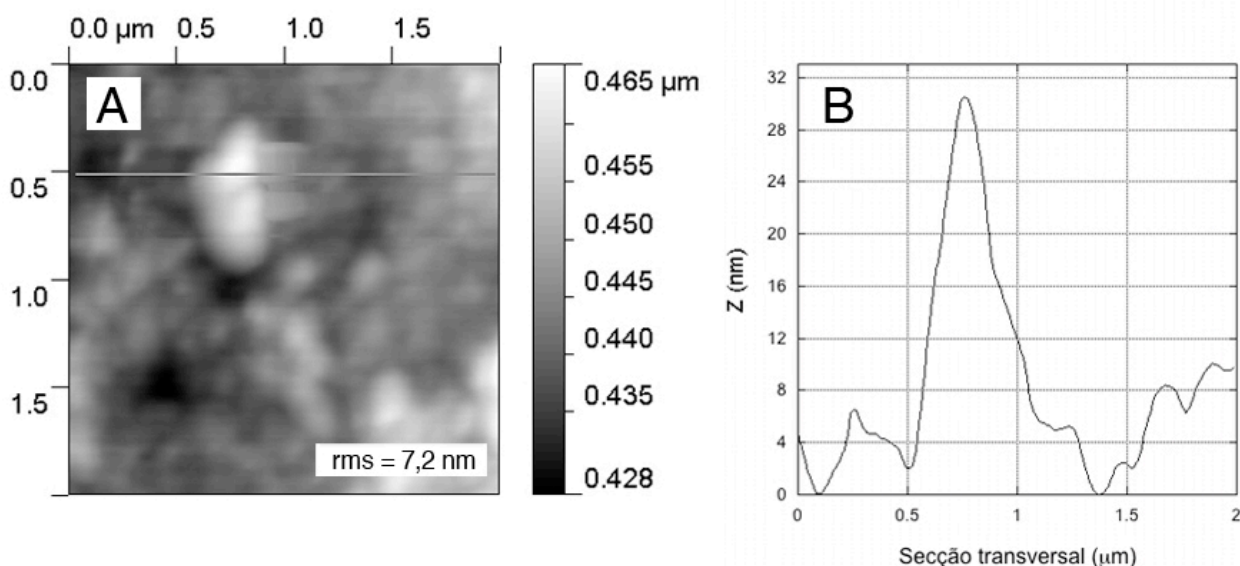 0.0 μm 0.5 1.0 1.5
0.0
0.5
1.0
1.5
A
rms = 7,2 nm
0.465 μm
0.455
0.450
0.445
0.440
0.435
0.428
B
Z (nm)
32
28
24
20
16
12
8
4
0
0 0.5 1 1.5 2
Secção transversal (μm)